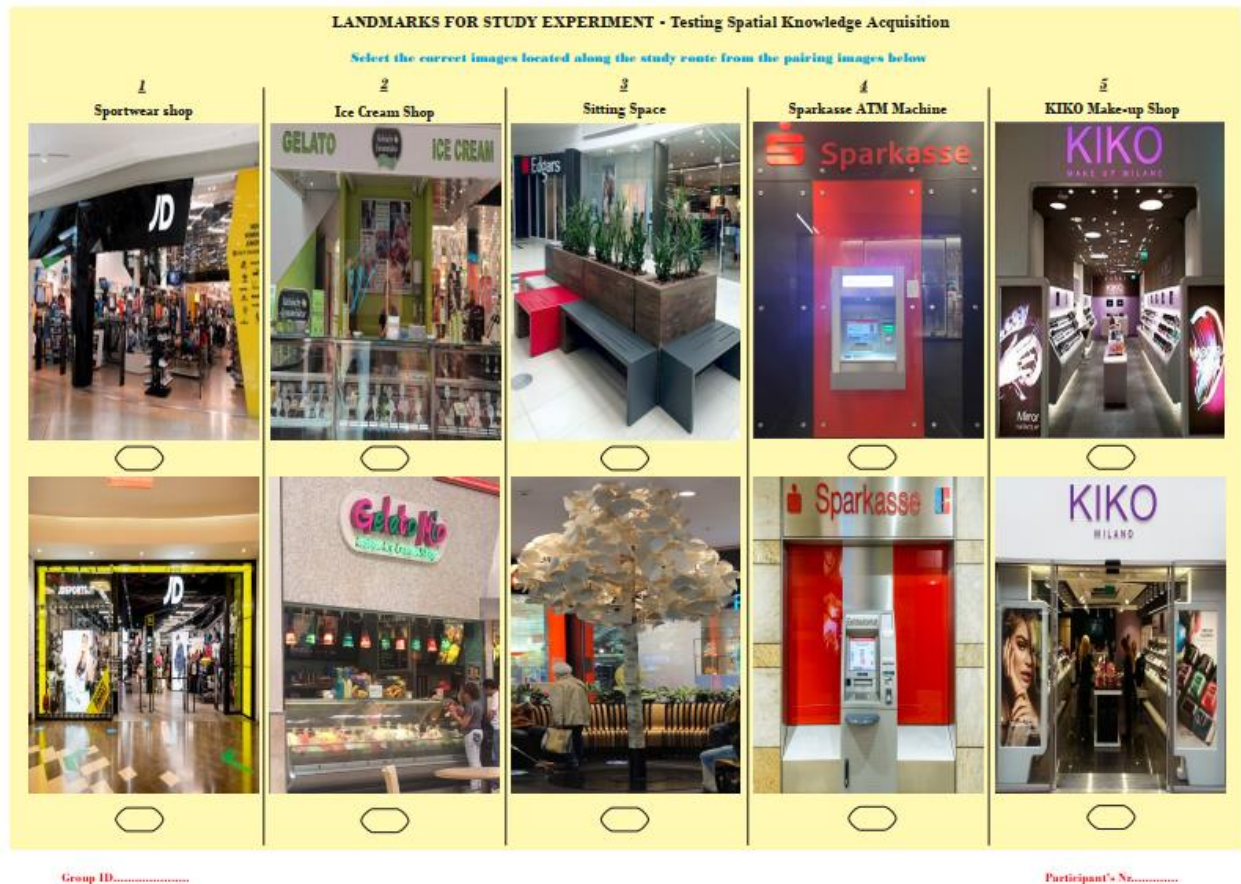 LANDMARKS FOR STUDY EXPERIMENT - Testing Spatial Knowledge Acquisition
Select the correct images located along the study route from the pairing images below
1
Sportwear shop
2
Ice Cream Shop
3
Sitting Space
4
Sparkasse ATM Machine
5
KIKO Make-up Shop
JD
GELATO
ICE CREAM
Edgars
Sparkasse
KIKO
MAKE UP MILANO
KIKO
Mirror
JD
Sparkasse
KIKO
MILANO
Group ID......................
Participant's Nr..............